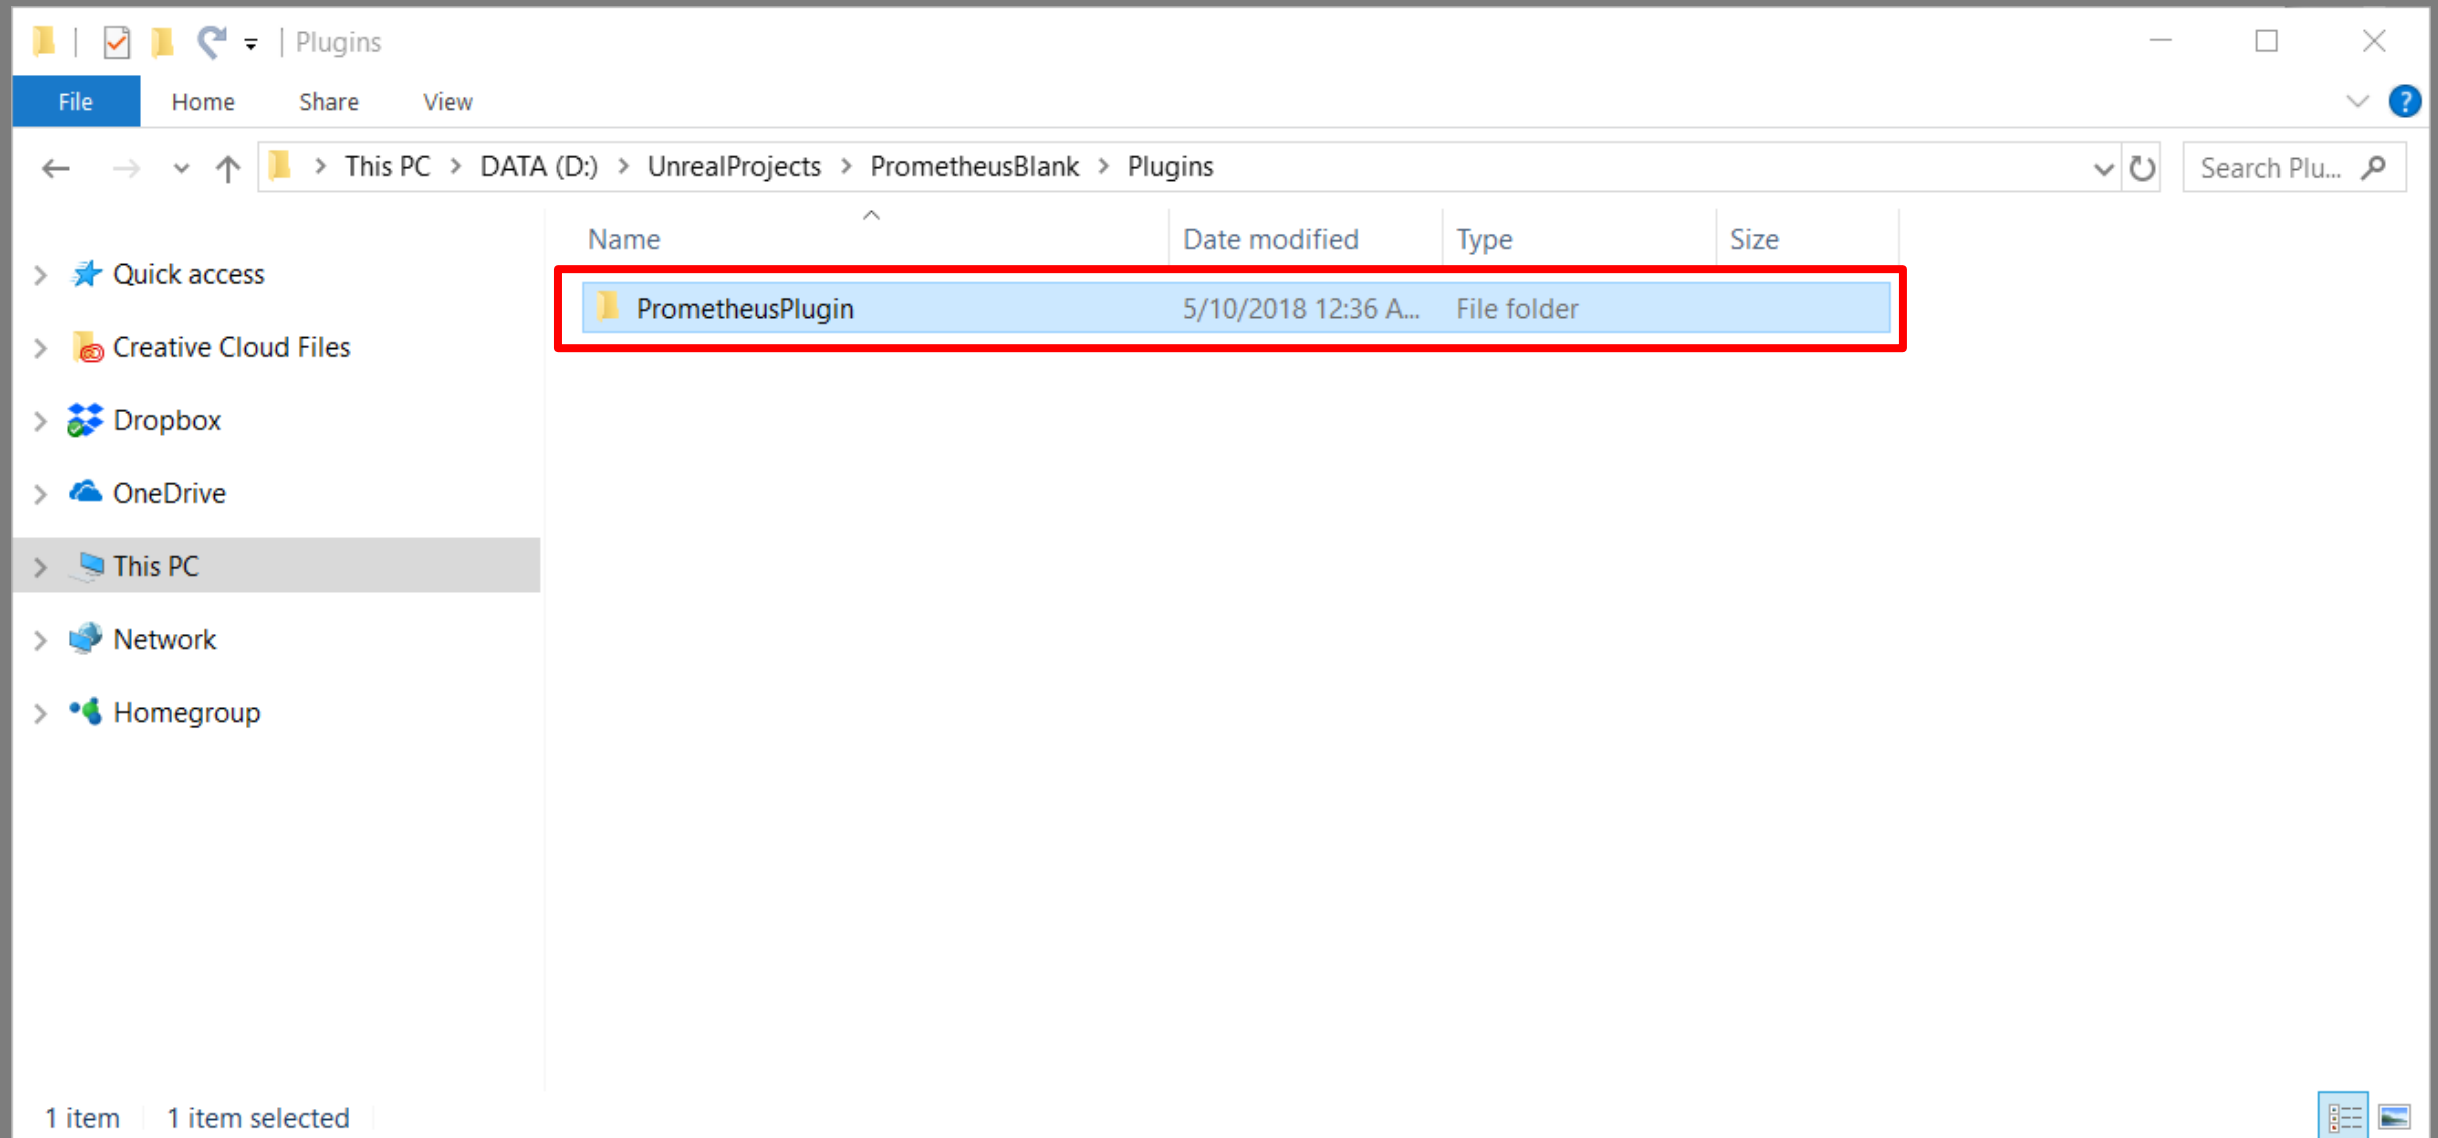 Plugins
File Home Share View
This PC DATA (D:) UnrealProjects PrometheusBlank Plugins Search Plu...
Name Date modified Type Size
PrometheusPlugin 5/10/2018 12:36 A... File folder
Quick access
Creative Cloud Files
Dropbox
OneDrive
This PC
Network
Homegroup
1 item 1 item selected